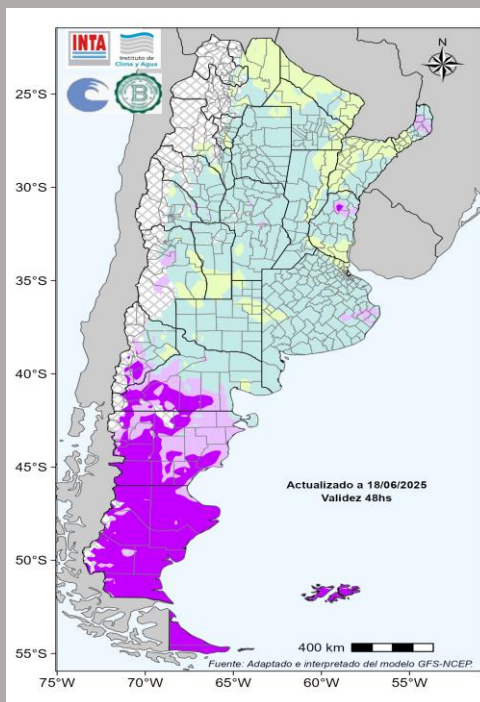 INTA
Instituto de
Clima y Agua
B
N
25°S
30°S
35°S
40°S
45°S
50°S
55°S
75°W
70°W
65°W
60°W
55°W
Actualizado a 18/06/2025
Validez 48hs
400 km
Fuente: Adaptado e interpretado del modelo GFS-NCEP.